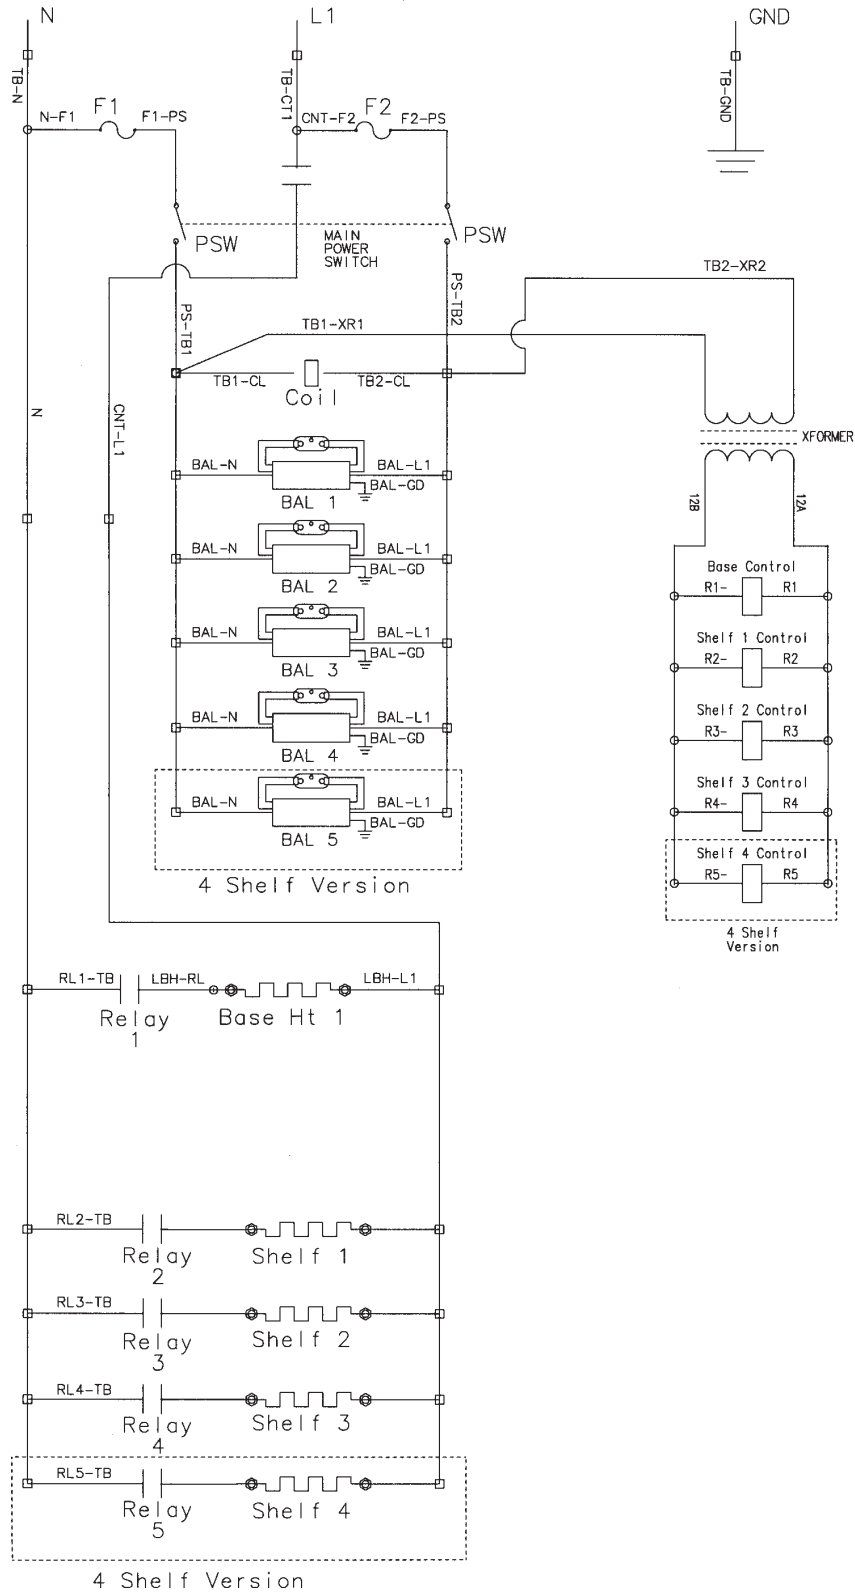 N
L1
GND
TB-N
TB-CT1
TB-GND
F1
F2
N-F1
F1-PS
CNT-F2
F2-PS
PSW
MAIN
POWER
SWITCH
PSW
PS-TB1
PS-TB2
TB2-XR2
TB1-XR1
TB1-CL
TB2-CL
Coil
N
CNT-L1
XFORMER
12B
12A
BAL-N
BAL-L1
BAL-GD
BAL 1
BAL-N
BAL-L1
BAL-GD
BAL 2
BAL-N
BAL-L1
BAL-GD
BAL 3
BAL-N
BAL-L1
BAL-GD
BAL 4
BAL-N
BAL-L1
BAL-GD
BAL 5
4 Shelf Version
Base Control
R1-
R1
Shelf 1 Control
R2-
R2
Shelf 2 Control
R3-
R3
Shelf 3 Control
R4-
R4
Shelf 4 Control
R5-
R5
4 Shelf
Version
RL1-TB
LBH-RL
LBH-L1
Relay
1
Base Ht 1
RL2-TB
Relay
2
Shelf 1
RL3-TB
Relay
3
Shelf 2
RL4-TB
Relay
4
Shelf 3
RL5-TB
Relay
5
Shelf 4
4 Shelf Version